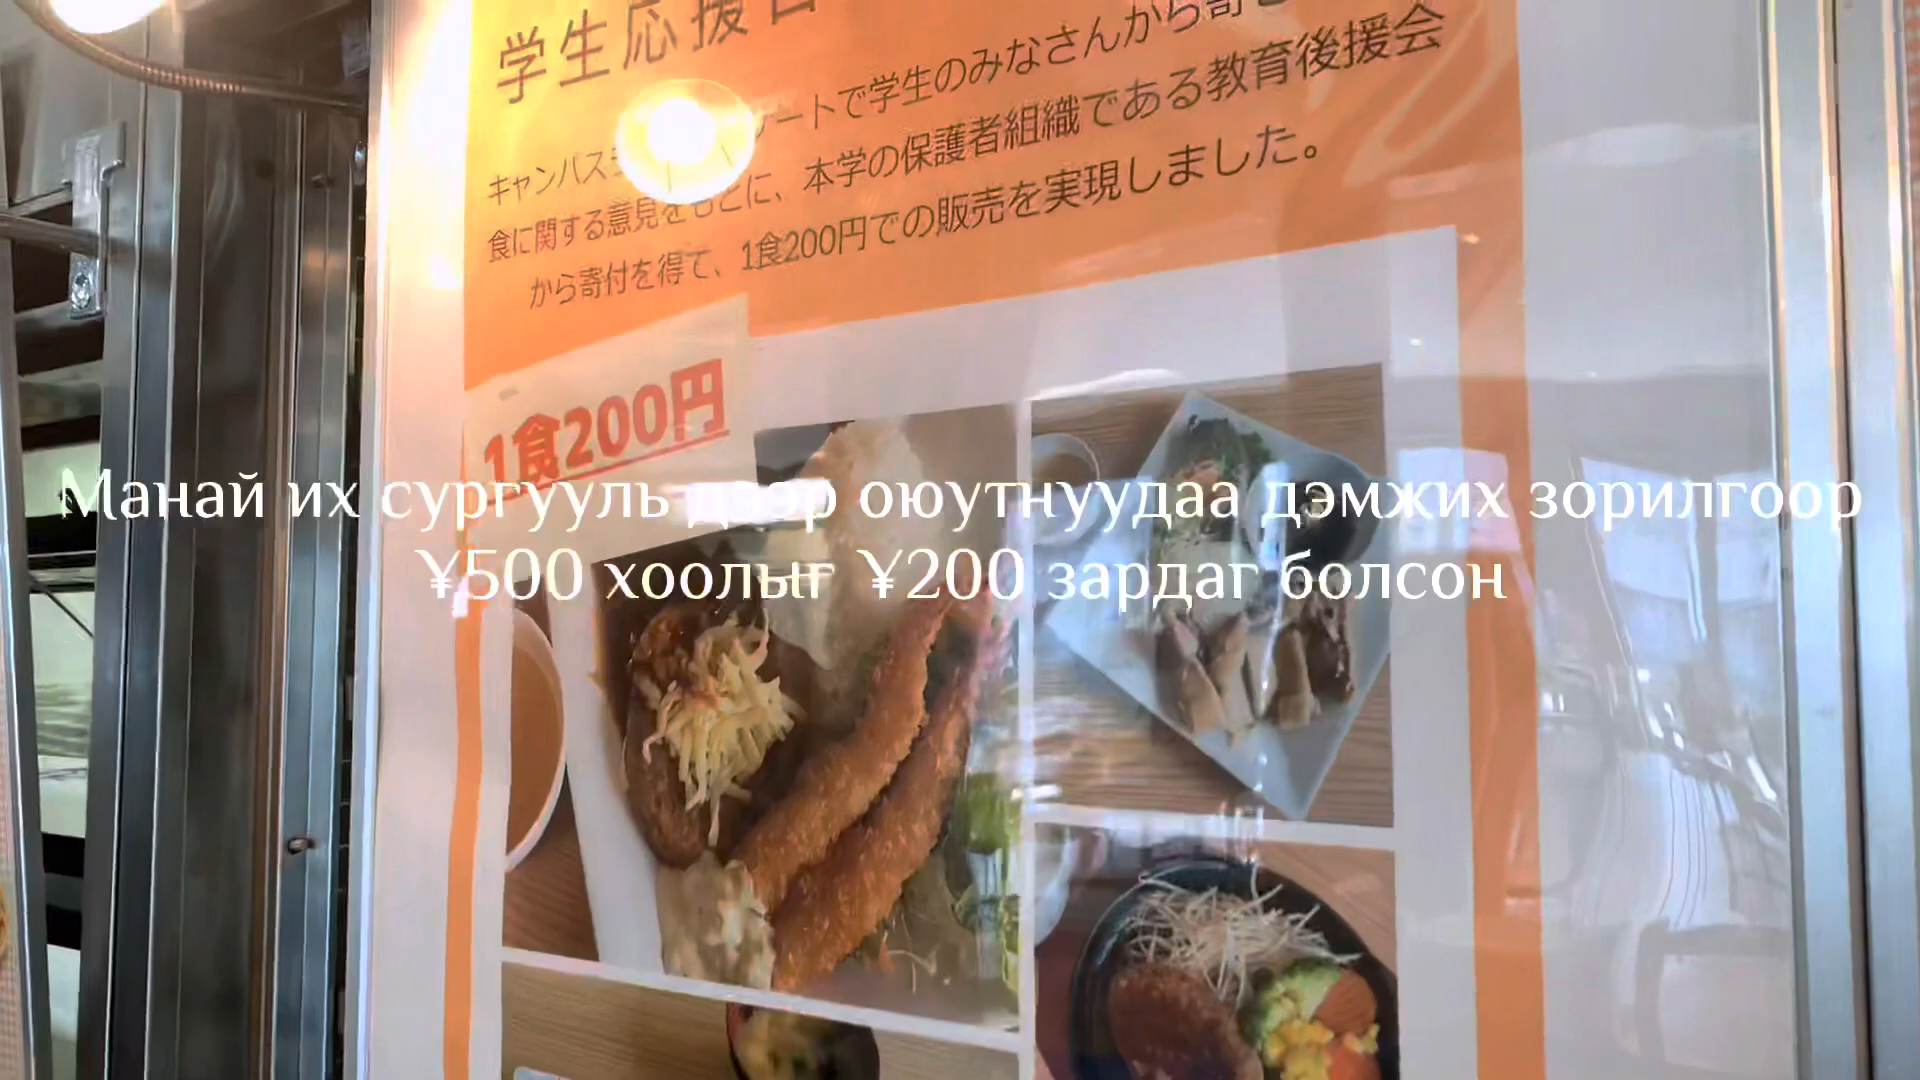 学生応援
ートで学生のみなさんから寄
キャンパス
食に関する意見をもとに、本学の保護者組織である教育後援会
から寄付を得て、1食200円での販売を実現しました。
1食200円
Манай их сургууль дээр оюутнуудаа дэмжих зорилгоор
¥500 хоолыг ¥200 зардаг болсон